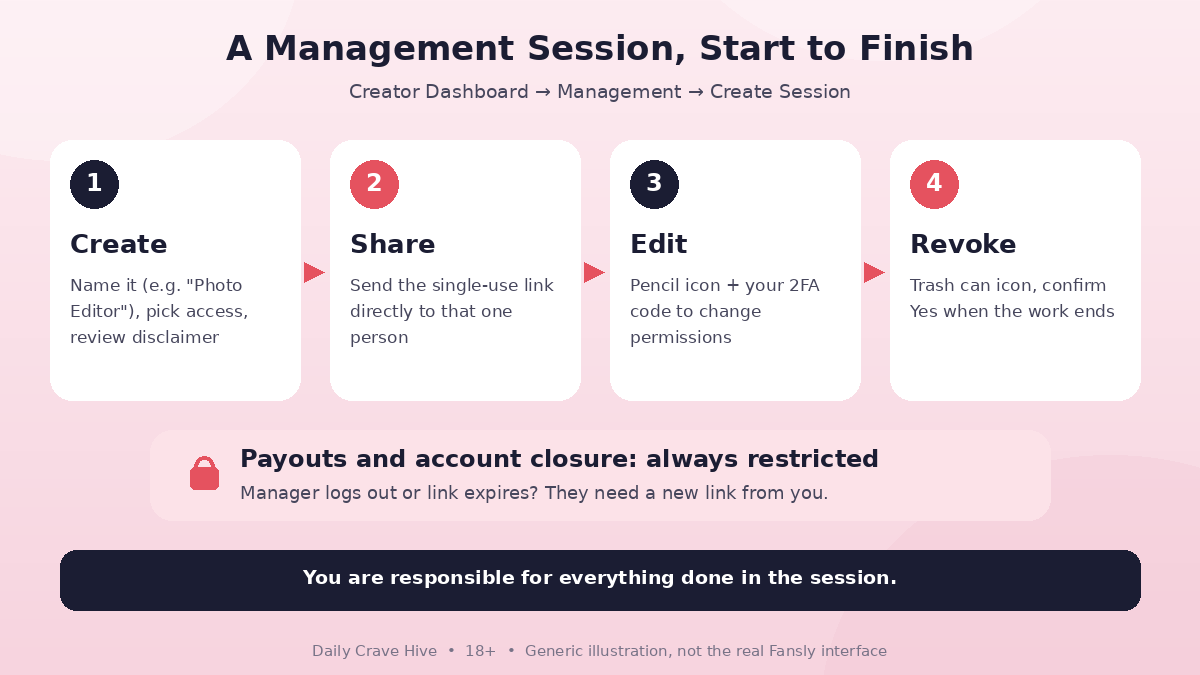 A Management Session, Start to Finish
Creator Dashboard → Management → Create Session
1
Create
Name it (e.g. "Photo
Editor"), pick access,
review disclaimer
2
Share
Send the single-use link
directly to that one
person
3
Edit
Pencil icon + your 2FA
code to change
permissions
4
Revoke
Trash can icon, confirm
Yes when the work ends
Payouts and account closure: always restricted
Manager logs out or link expires? They need a new link from you.
You are responsible for everything done in the session.
Daily Crave Hive • 18+ • Generic illustration, not the real Fansly interface